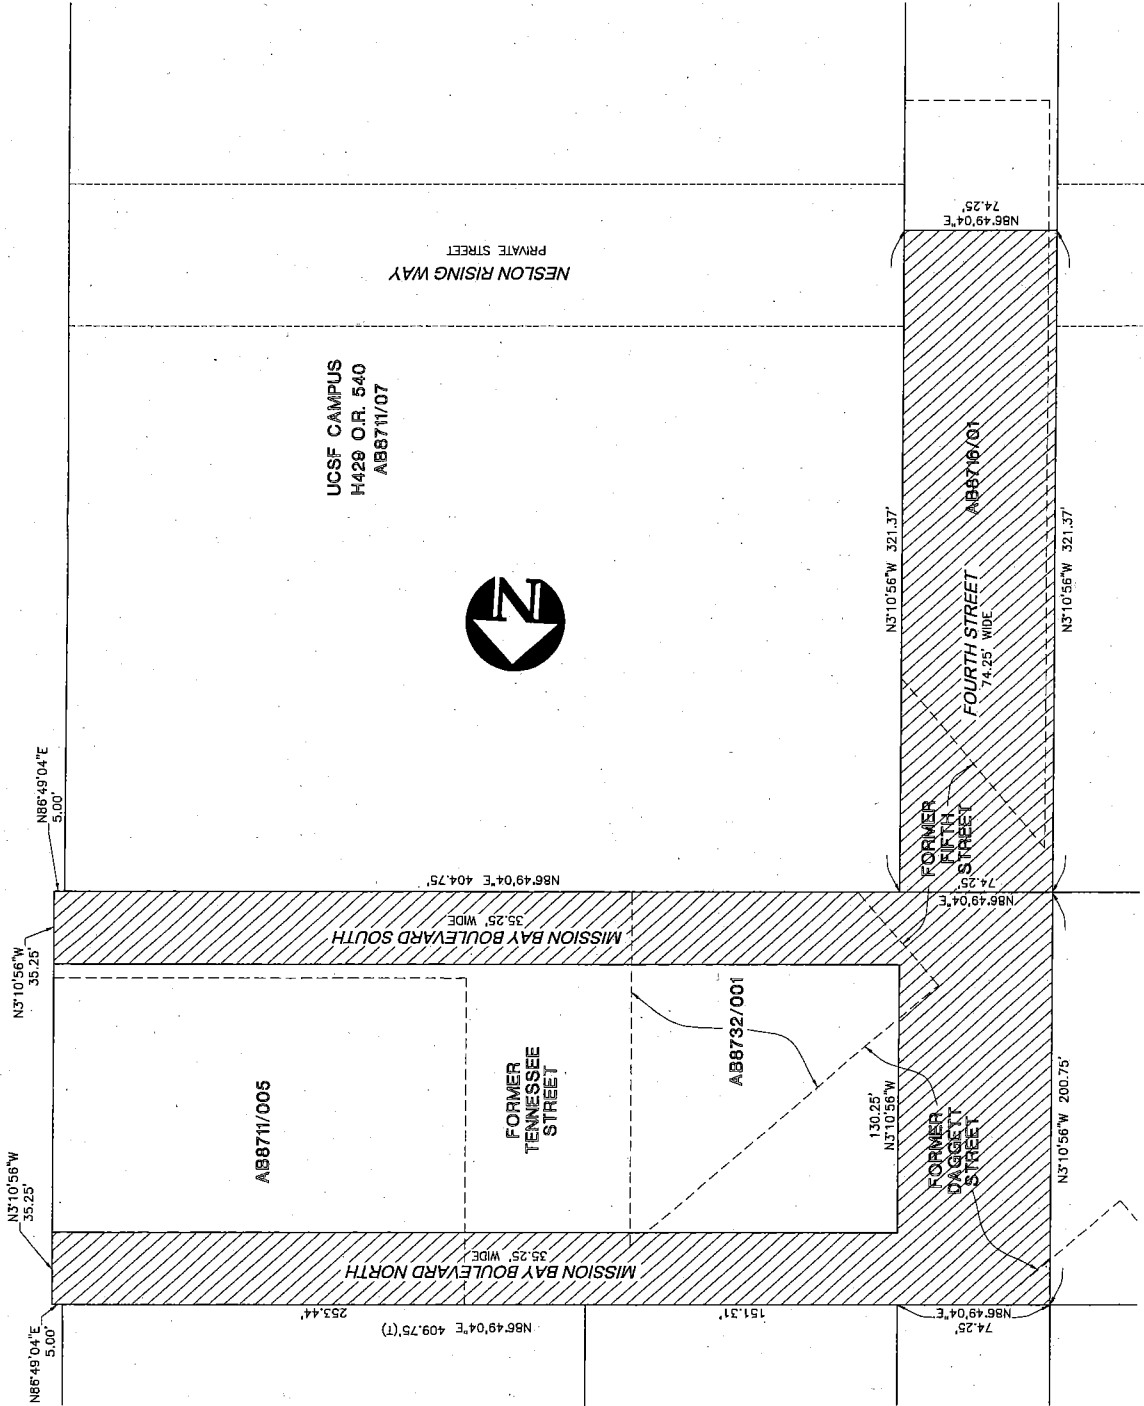 N86°49'04"E
74.25'
NESLON RISING WAY
PRIVATE STREET
UCSF CAMPUS
H429 O.R. 540
AB8711/07
N
N3°10'56"W 321.37'
AB8716/01
FOURTH STREET
74.25' WIDE
N3°10'56"W 321.37'
N86°49'04"E
5.00'
FORMER
FIFTH
STREET
N86°49'04"E
74.25'
N86°49'04"E 404.75'
MISSION BAY BOULEVARD SOUTH
35.25' WIDE
N3°10'56"W
35.25'
AB8732/001
FORMER
TENNESSEE
STREET
AB8711/005
130.25'
N3°10'56"W
FORMER
DAGGETT
STREET
N3°10'56"W 200.75'
N3°10'56"W
35.25'
MISSION BAY BOULEVARD NORTH
35.25' WIDE
N86°49'04"E
5.00'
253.44'
N86°49'04"E 409.75'(T)
151.31'
N86°49'04"E
74.25'